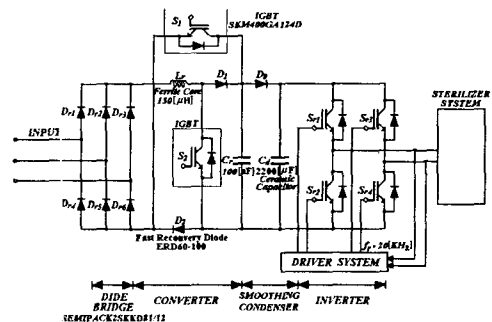 IGBT
SKM400GA124D
S1
Lr
Ferrite Core
150[μH]
D1
D0
Dr1
Dr2
Dr3
IGBT
S2
INPUT
Cr
100[nF]
Cd
2200[μF]
Ceramic
Capacitor
Sr1
Sr3
STERILIZER
SYSTEM
Dr4
Dr5
Dr6
Sr2
Sr4
D2
Fast Recovery Diode
ERD60-100
fr=20[KHz]
DRIVER SYSTEM
DIDE
BRIDGE
CONVERTER
SMOOTHING
CONDENSER
INVERTER
SEMIPACK2SKKD81/12